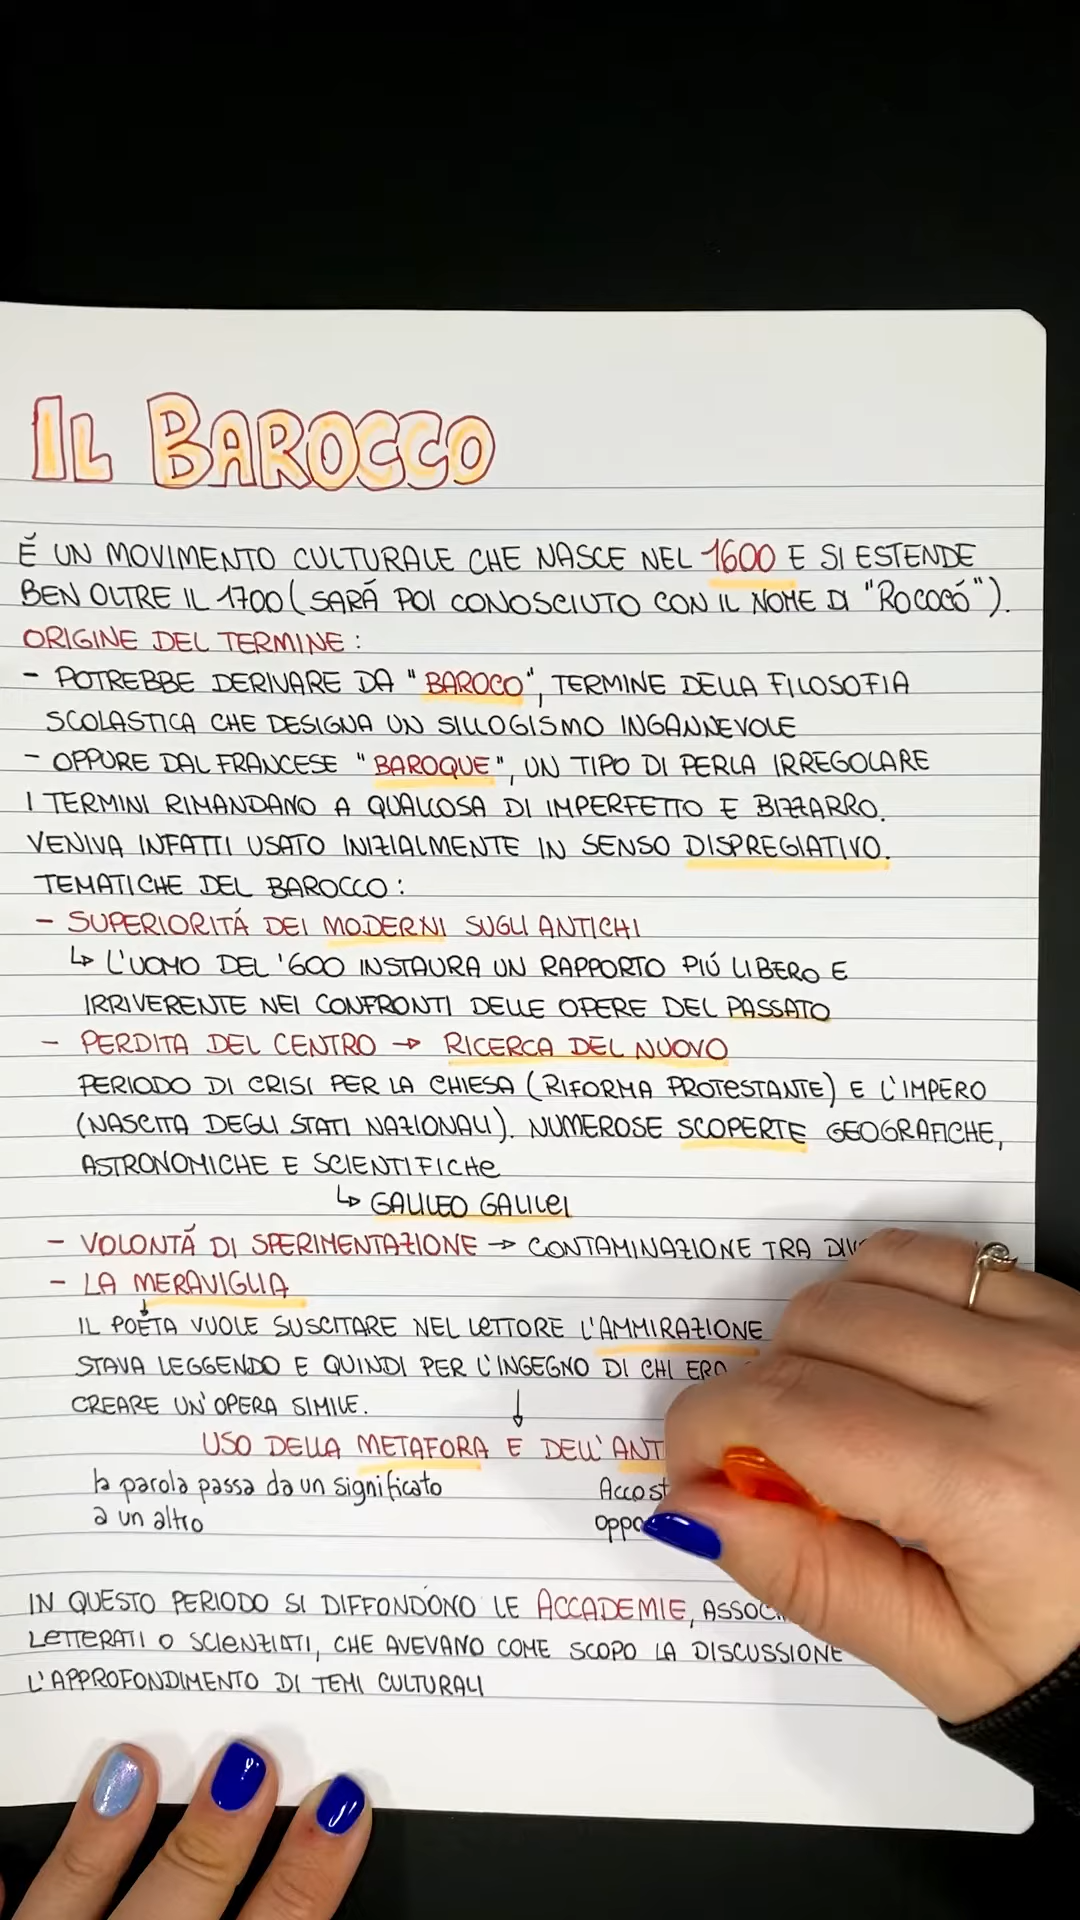 IL BAROCCO
É UN MOVIMENTO CULTURALE CHE NASCE NEL 1600 E SI ESTENDE
BEN OLTRE IL 1700 (SARÁ POI CONOSCIUTO CON IL NOME DI "ROCOCÓ").
ORIGINE DEL TERMINE:
- POTREBBE DERIVARE DA "BAROCO", TERMINE DELLA FILOSOFIA
SCOLASTICA CHE DESIGNA UN SILLOGISMO INGANNEVOLE
- OPPURE DAL FRANCESE "BAROQUE", UN TIPO DI PERLA IRREGOLARE
I TERMINI RIMANDANO A QUALCOSA DI IMPERFETTO E BIZZARRO.
VENIVA INFATTI USATO INIZIALMENTE IN SENSO DISPREGIATIVO.
TEMATICHE DEL BAROCCO:
- SUPERIORITÁ DEI MODERNI SUGLI ANTICHI
↳ L'UOMO DEL '600 INSTAURA UN RAPPORTO PIÚ LIBERO E
IRRIVERENTE NEI CONFRONTI DELLE OPERE DEL PASSATO
- PERDITA DEL CENTRO → RICERCA DEL NUOVO
PERIODO DI CRISI PER LA CHIESA (RIFORMA PROTESTANTE) E L'IMPERO
(NASCITA DEGLI STATI NAZIONALI). NUMEROSE SCOPERTE GEOGRAFICHE,
ASTRONOMICHE E SCIENTIFICHE
↳ GALILEO GALILEI
- VOLONTÁ DI SPERIMENTAZIONE → CONTAMINAZIONE TRA
- LA MERAVIGLIA
↓
IL POETA VUOLE SUSCITARE NEL LETTORE L'AMMIRAZIONE
STAVA LEGGENDO E QUINDI PER L'INGEGNO DI CHI ERA
CREARE UN'OPERA SIMILE. ↓
USO DELLA METAFORA E DELL'ANT
la parola passa da un significato Accost
a un altro oppo
IN QUESTO PERIODO SI DIFFONDONO LE ACCADEMIE, ASSOC
LETTERATI O SCIENZIATI, CHE AVEVANO COME SCOPO LA DISCUSSIONE
L'APPROFONDIMENTO DI TEMI CULTURALI